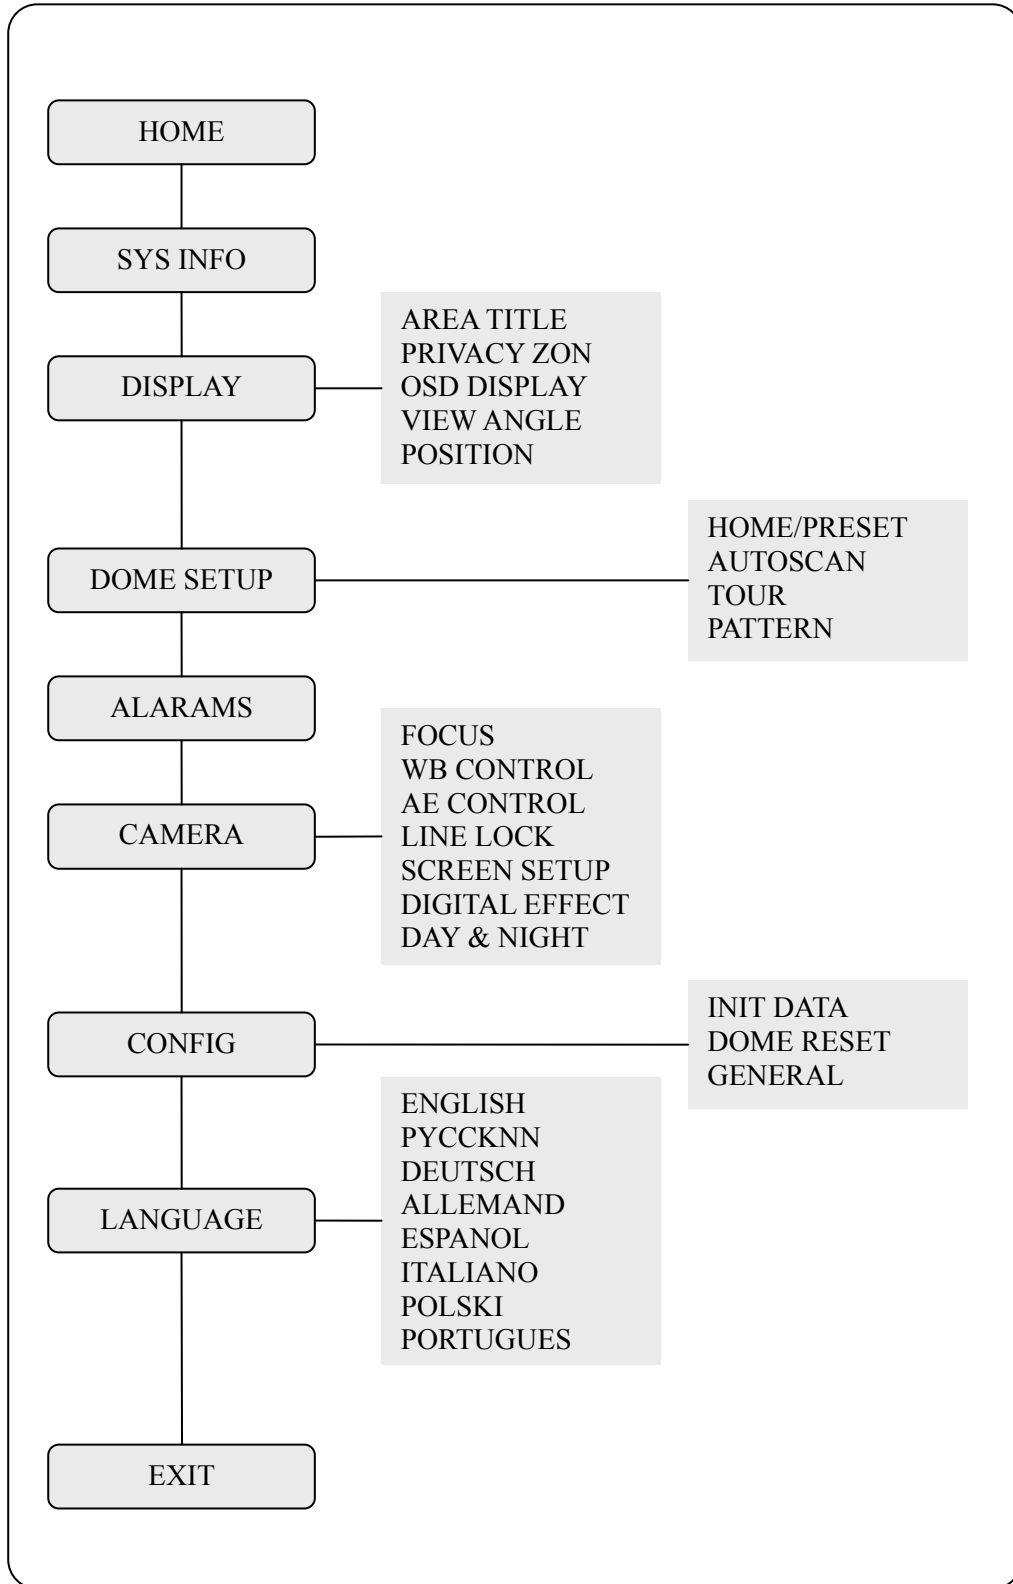 HOME
SYS INFO
DISPLAY
AREA TITLE
PRIVACY ZON
OSD DISPLAY
VIEW ANGLE
POSITION
DOME SETUP
HOME/PRESET
AUTOSCAN
TOUR
PATTERN
ALARAMS
CAMERA
FOCUS
WB CONTROL
AE CONTROL
LINE LOCK
SCREEN SETUP
DIGITAL EFFECT
DAY & NIGHT
CONFIG
INIT DATA
DOME RESET
GENERAL
LANGUAGE
ENGLISH
PYCCKNN
DEUTSCH
ALLEMAND
ESPANOL
ITALIANO
POLSKI
PORTUGUES
EXIT